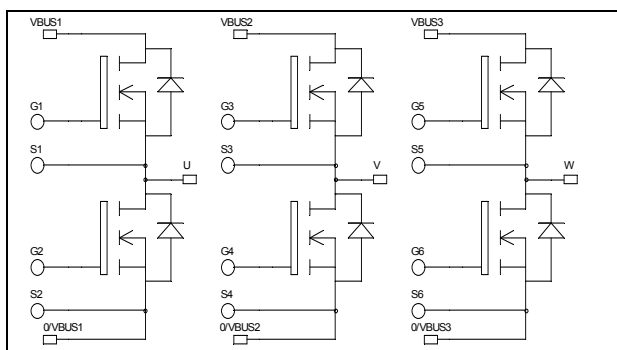 VBUS1 VBUS2 VBUS3
G1 G3 G5
S1 S3 S5
U V W
G2 G4 G6
S2 S4 S6
0/VBUS1 0/VBUS2 0/VBUS3